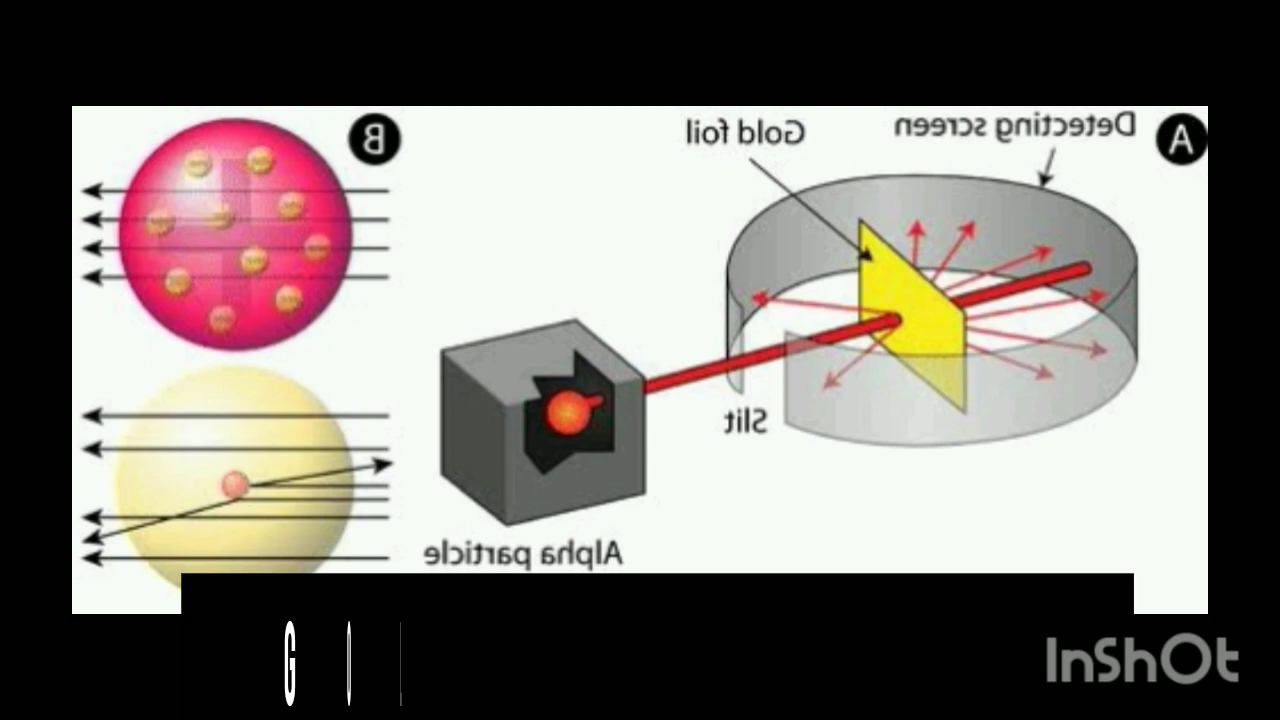 B
Gold foil
Detecting screen
A
Slit
Alpha particle
G
InShOt